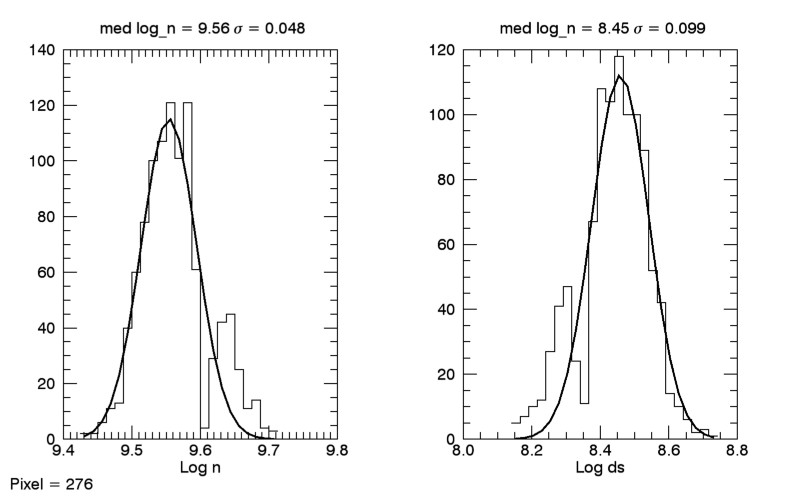 med log_n = 9.56 σ = 0.048
140
120
100
80
60
40
20
0
9.4 9.5 9.6 9.7 9.8
Log n
med log_n = 8.45 σ = 0.099
120
100
80
60
40
20
0
8.0 8.2 8.4 8.6 8.8
Log ds
Pixel = 276